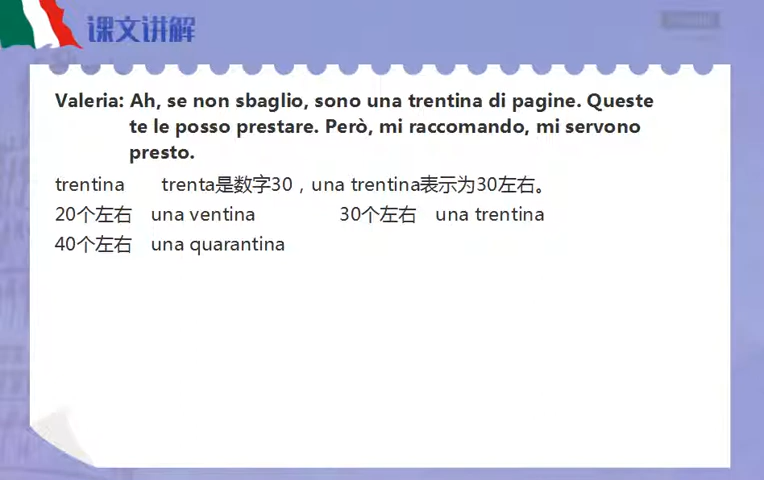 课文讲解
Valeria: Ah, se non sbaglio, sono una trentina di pagine. Queste
te le posso prestare. Però, mi raccomando, mi servono
presto.
trentina trenta是数字30，una trentina表示为30左右。
20个左右 una ventina 30个左右 una trentina
40个左右 una quarantina